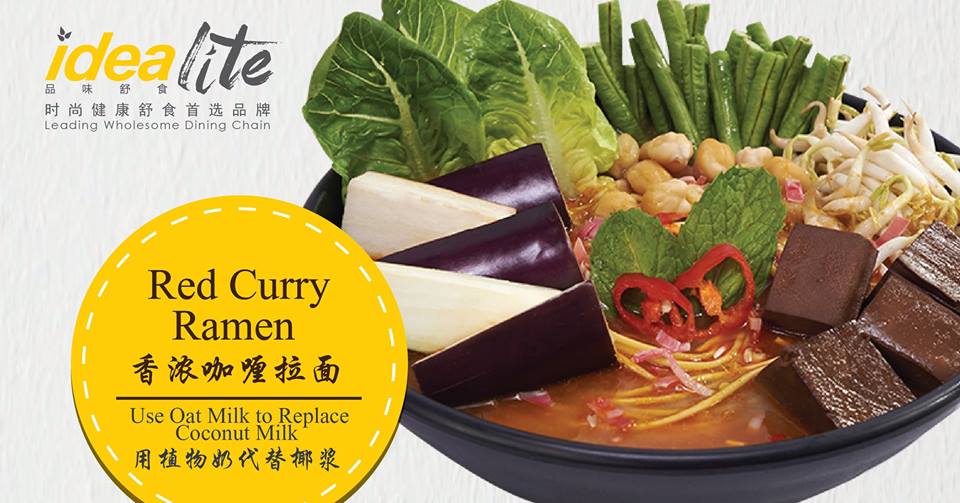 idealite
品味舒食
时尚健康舒食首选品牌
Leading Wholesome Dining Chain
Red Curry
Ramen
香浓咖喱拉面
Use Oat Milk to Replace
Coconut Milk
用植物奶代替椰浆